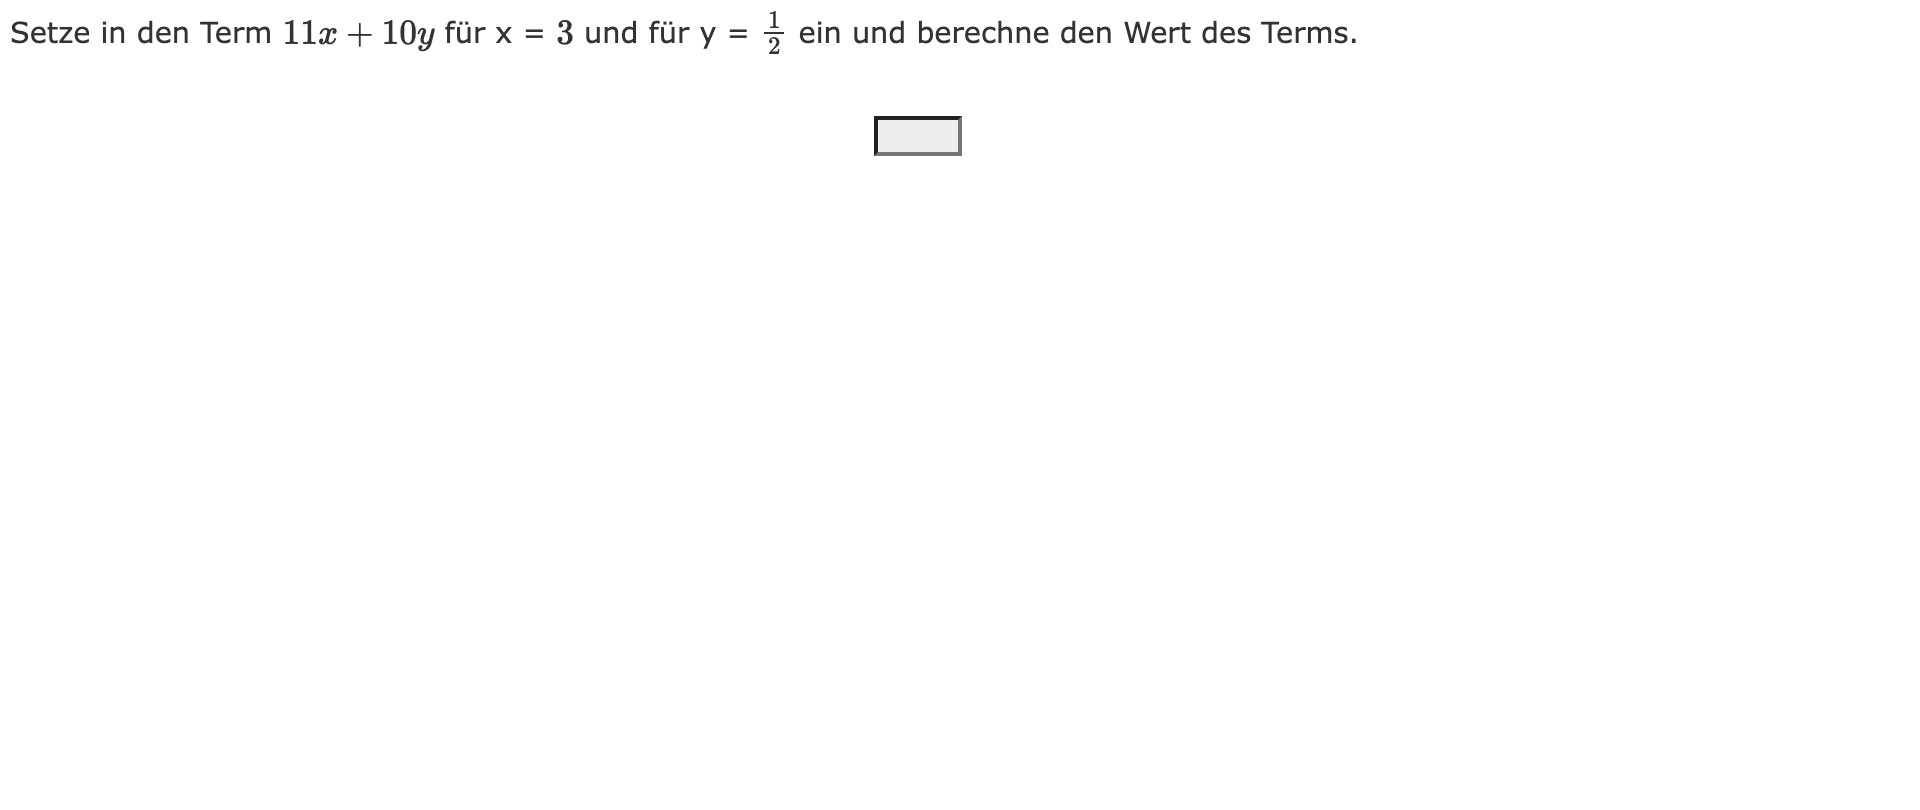 Setze in den Term 11x + 10y für x = 3 und für y = 1/2 ein und berechne den Wert des Terms.